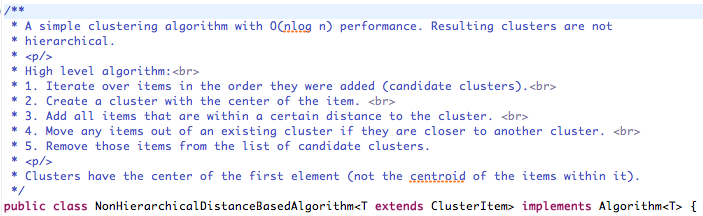 /**
 * A simple clustering algorithm with O(nlog n) performance. Resulting clusters are not
 * hierarchical.
 * <p/>
 * High level algorithm:<br>
 * 1. Iterate over items in the order they were added (candidate clusters).<br>
 * 2. Create a cluster with the center of the item. <br>
 * 3. Add all items that are within a certain distance to the cluster. <br>
 * 4. Move any items out of an existing cluster if they are closer to another cluster. <br>
 * 5. Remove those items from the list of candidate clusters.
 * <p/>
 * Clusters have the center of the first element (not the centroid of the items within it).
 */
public class NonHierarchicalDistanceBasedAlgorithm<T extends ClusterItem> implements Algorithm<T> {